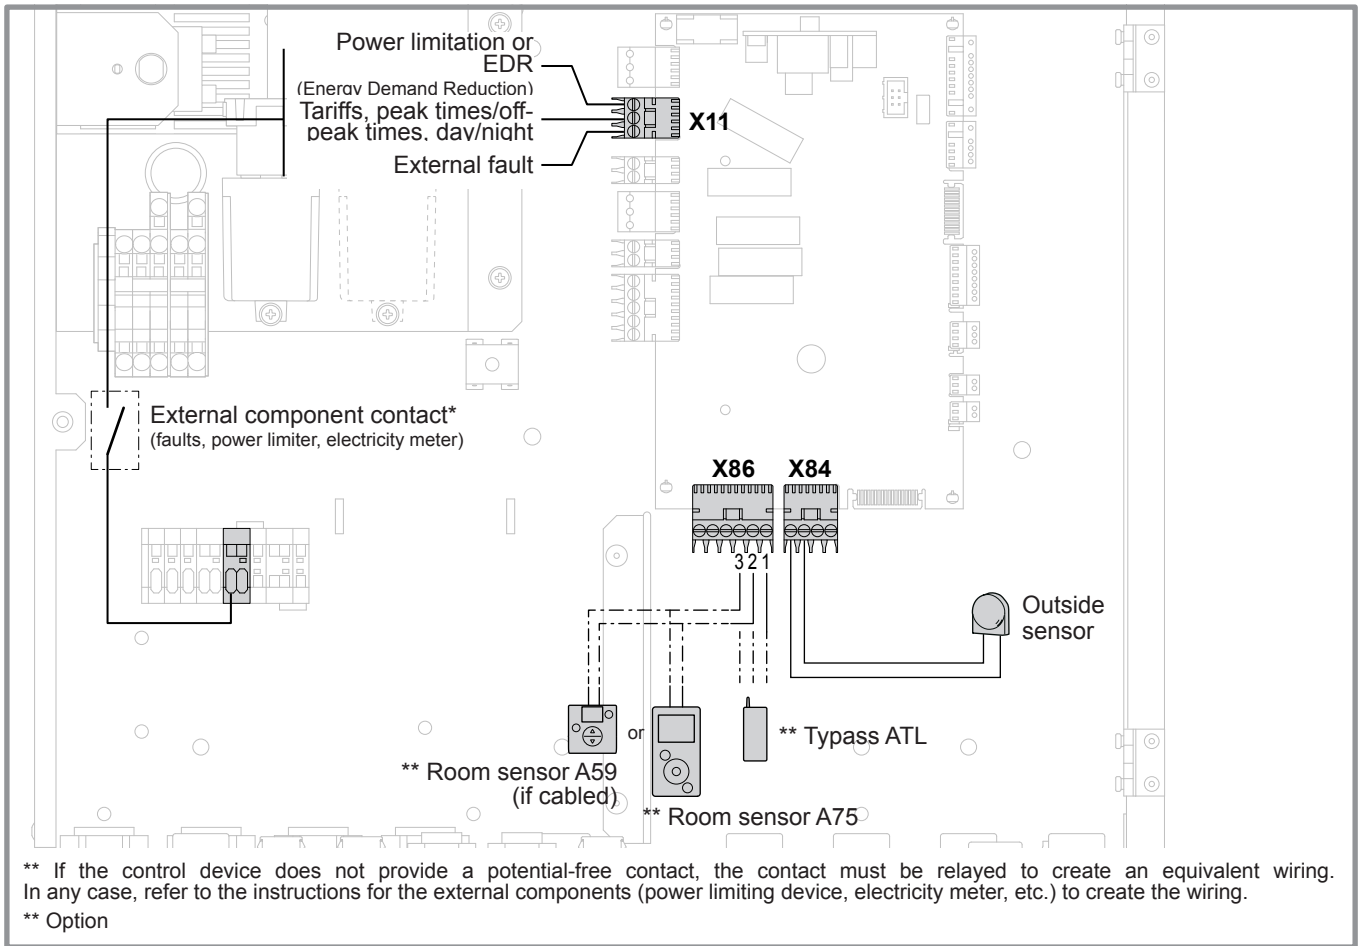 Power limitation or
EDR
(Energy Demand Reduction)
Tariffs, peak times/off-
peak times, day/night
External fault
X11
External component contact*
(faults, power limiter, electricity meter)
X86 X84
3 2 1
Outside
sensor
or
** Typass ATL
** Room sensor A59
(if cabled)
** Room sensor A75
** If the control device does not provide a potential-free contact, the contact must be relayed to create an equivalent wiring.
In any case, refer to the instructions for the external components (power limiting device, electricity meter, etc.) to create the wiring.
** Option